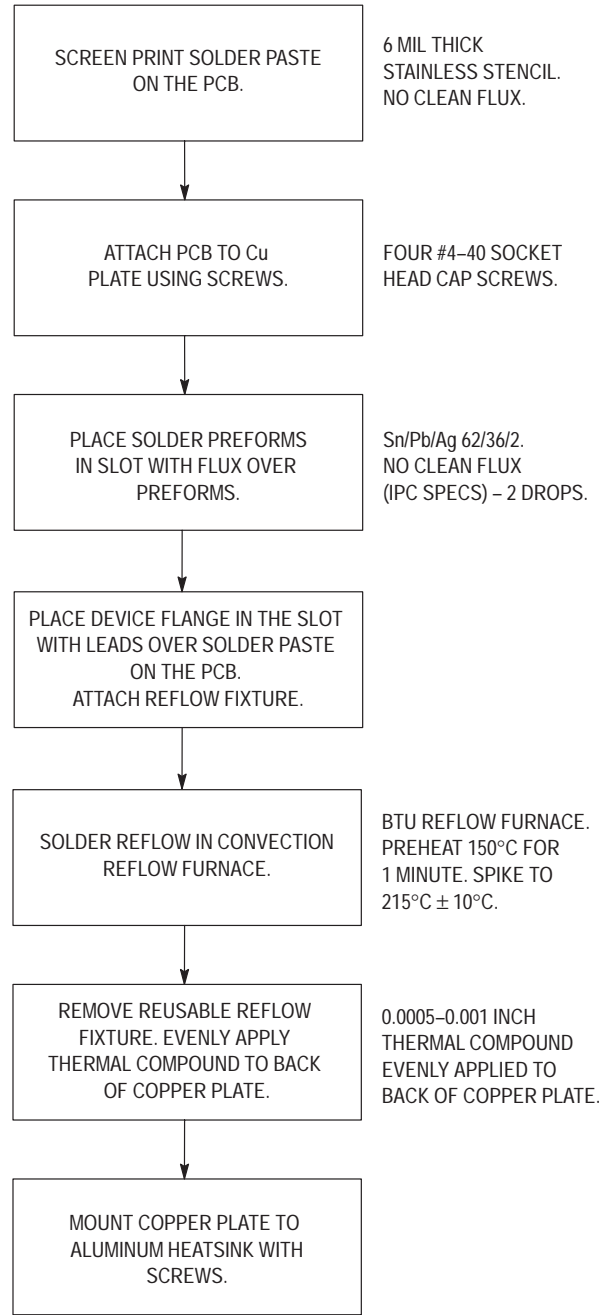 SCREEN PRINT SOLDER PASTE
ON THE PCB.
6 MIL THICK
STAINLESS STENCIL.
NO CLEAN FLUX.
ATTACH PCB TO Cu
PLATE USING SCREWS.
FOUR #4–40 SOCKET
HEAD CAP SCREWS.
PLACE SOLDER PREFORMS
IN SLOT WITH FLUX OVER
PREFORMS.
Sn/Pb/Ag 62/36/2.
NO CLEAN FLUX
(IPC SPECS) – 2 DROPS.
PLACE DEVICE FLANGE IN THE SLOT
WITH LEADS OVER SOLDER PASTE
ON THE PCB.
ATTACH REFLOW FIXTURE.
SOLDER REFLOW IN CONVECTION
REFLOW FURNACE.
BTU REFLOW FURNACE.
PREHEAT 150°C FOR
1 MINUTE. SPIKE TO
215°C ± 10°C.
REMOVE REUSABLE REFLOW
FIXTURE. EVENLY APPLY
THERMAL COMPOUND TO BACK
OF COPPER PLATE.
0.0005–0.001 INCH
THERMAL COMPOUND
EVENLY APPLIED TO
BACK OF COPPER PLATE.
MOUNT COPPER PLATE TO
ALUMINUM HEATSINK WITH
SCREWS.